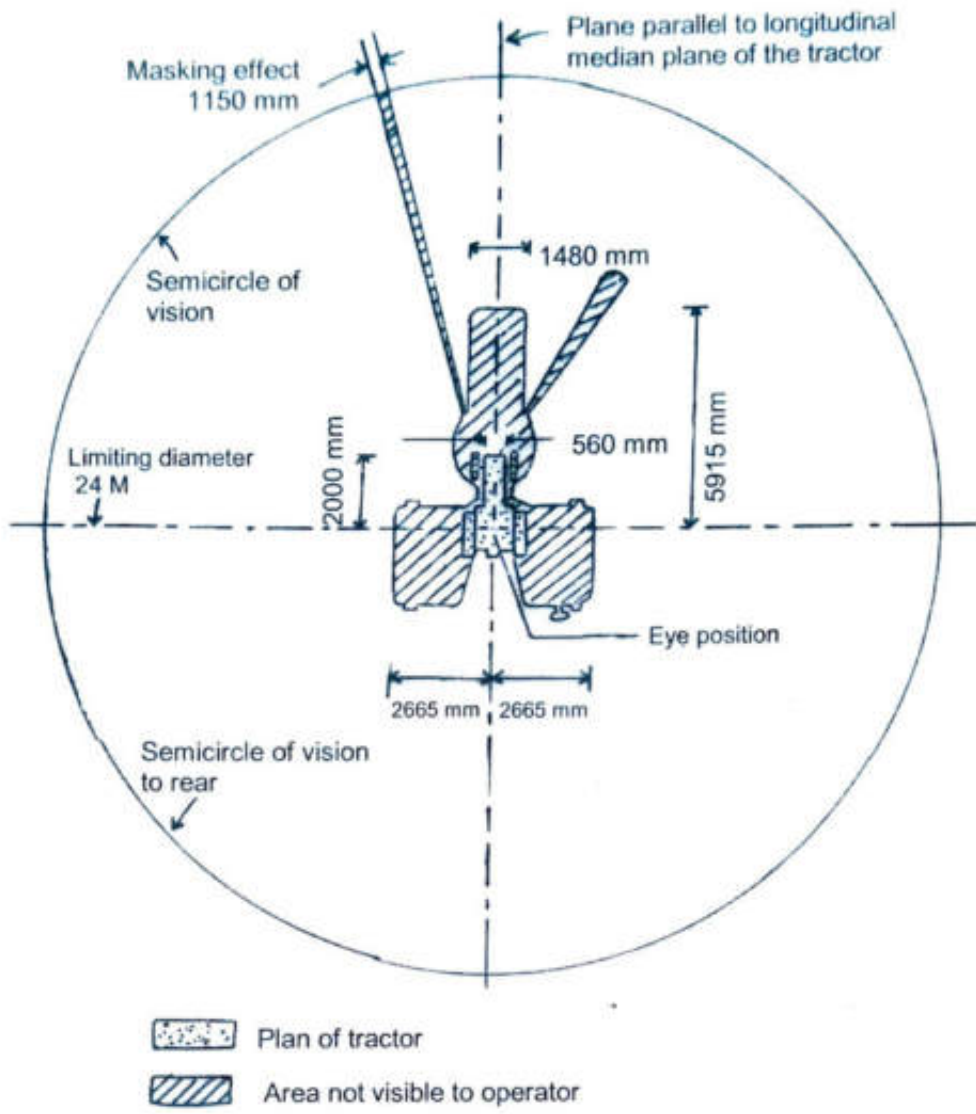 Plane parallel to longitudinal
median plane of the tractor
Masking effect
1150 mm
1480 mm
Semicircle of
vision
560 mm
5915 mm
2000 mm
Limiting diameter
24 M
Eye position
2665 mm
2665 mm
Semicircle of vision
to rear
Plan of tractor
Area not visible to operator